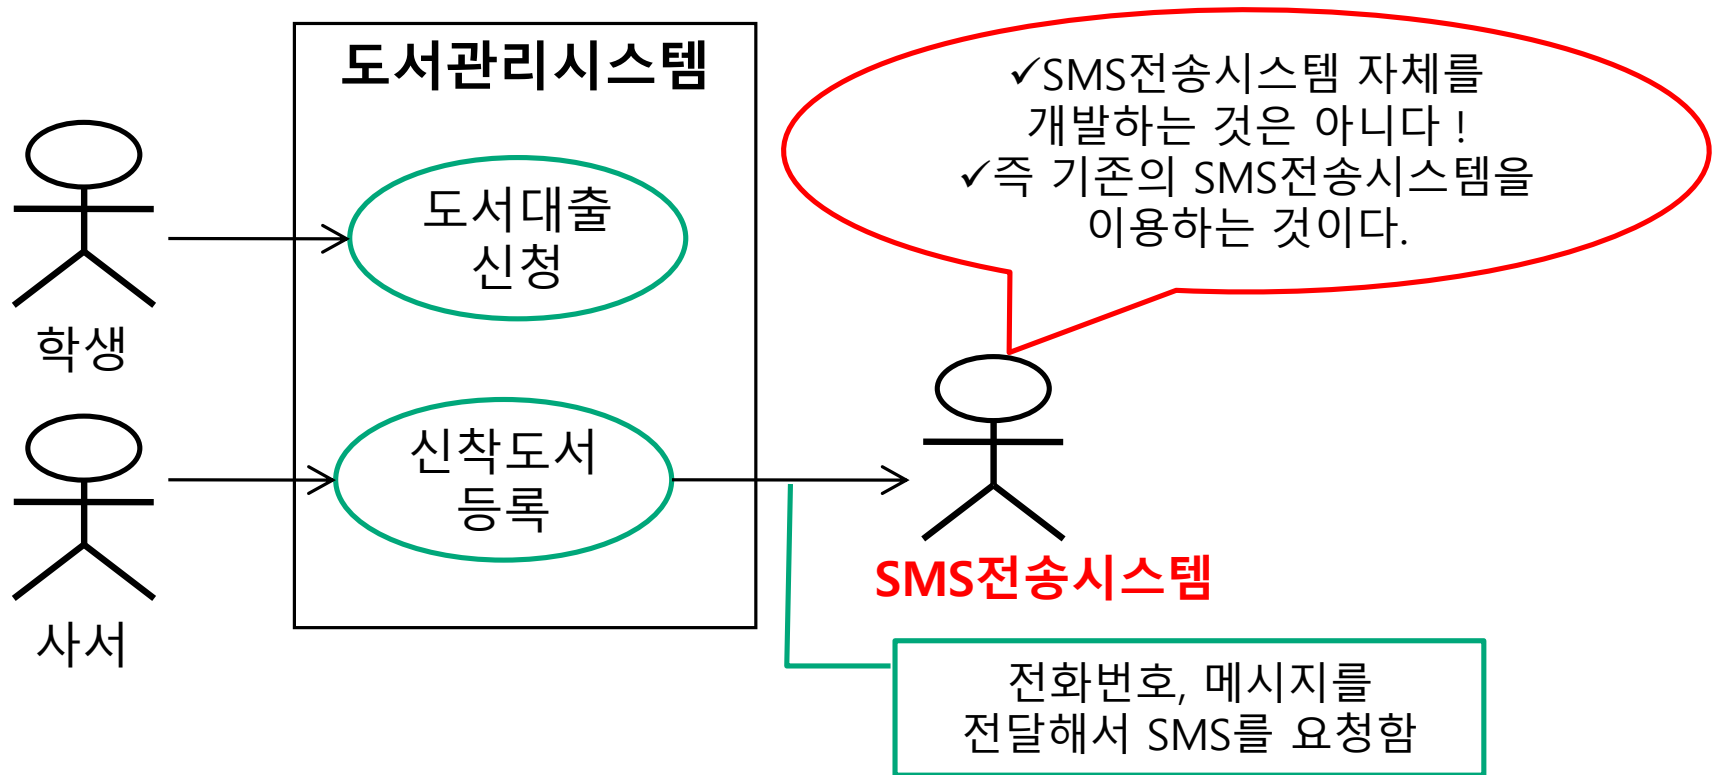 도서관리시스템
✓SMS전송시스템 자체를
개발하는 것은 아니다 !
✓즉 기존의 SMS전송시스템을
이용하는 것이다.
도서대출
신청
학생
신착도서
등록
사서
SMS전송시스템
전화번호, 메시지를
전달해서 SMS를 요청함